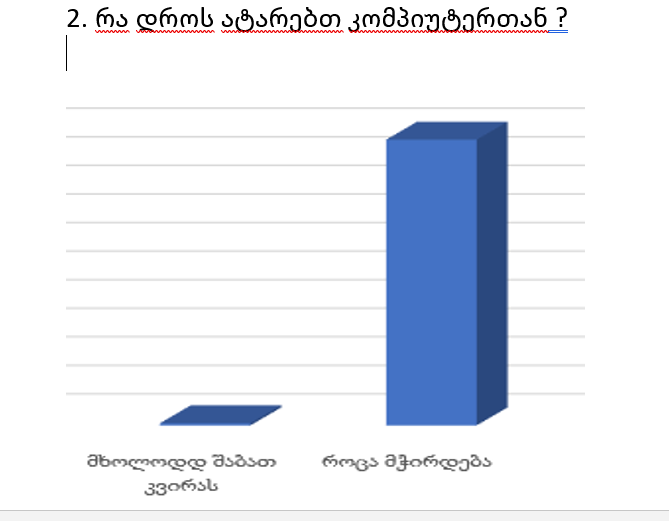 2. რა დროს ატარებთ კომპიუტერთან ?
მხოლოდდ შაბათ
კვირას
როცა მჭირდება